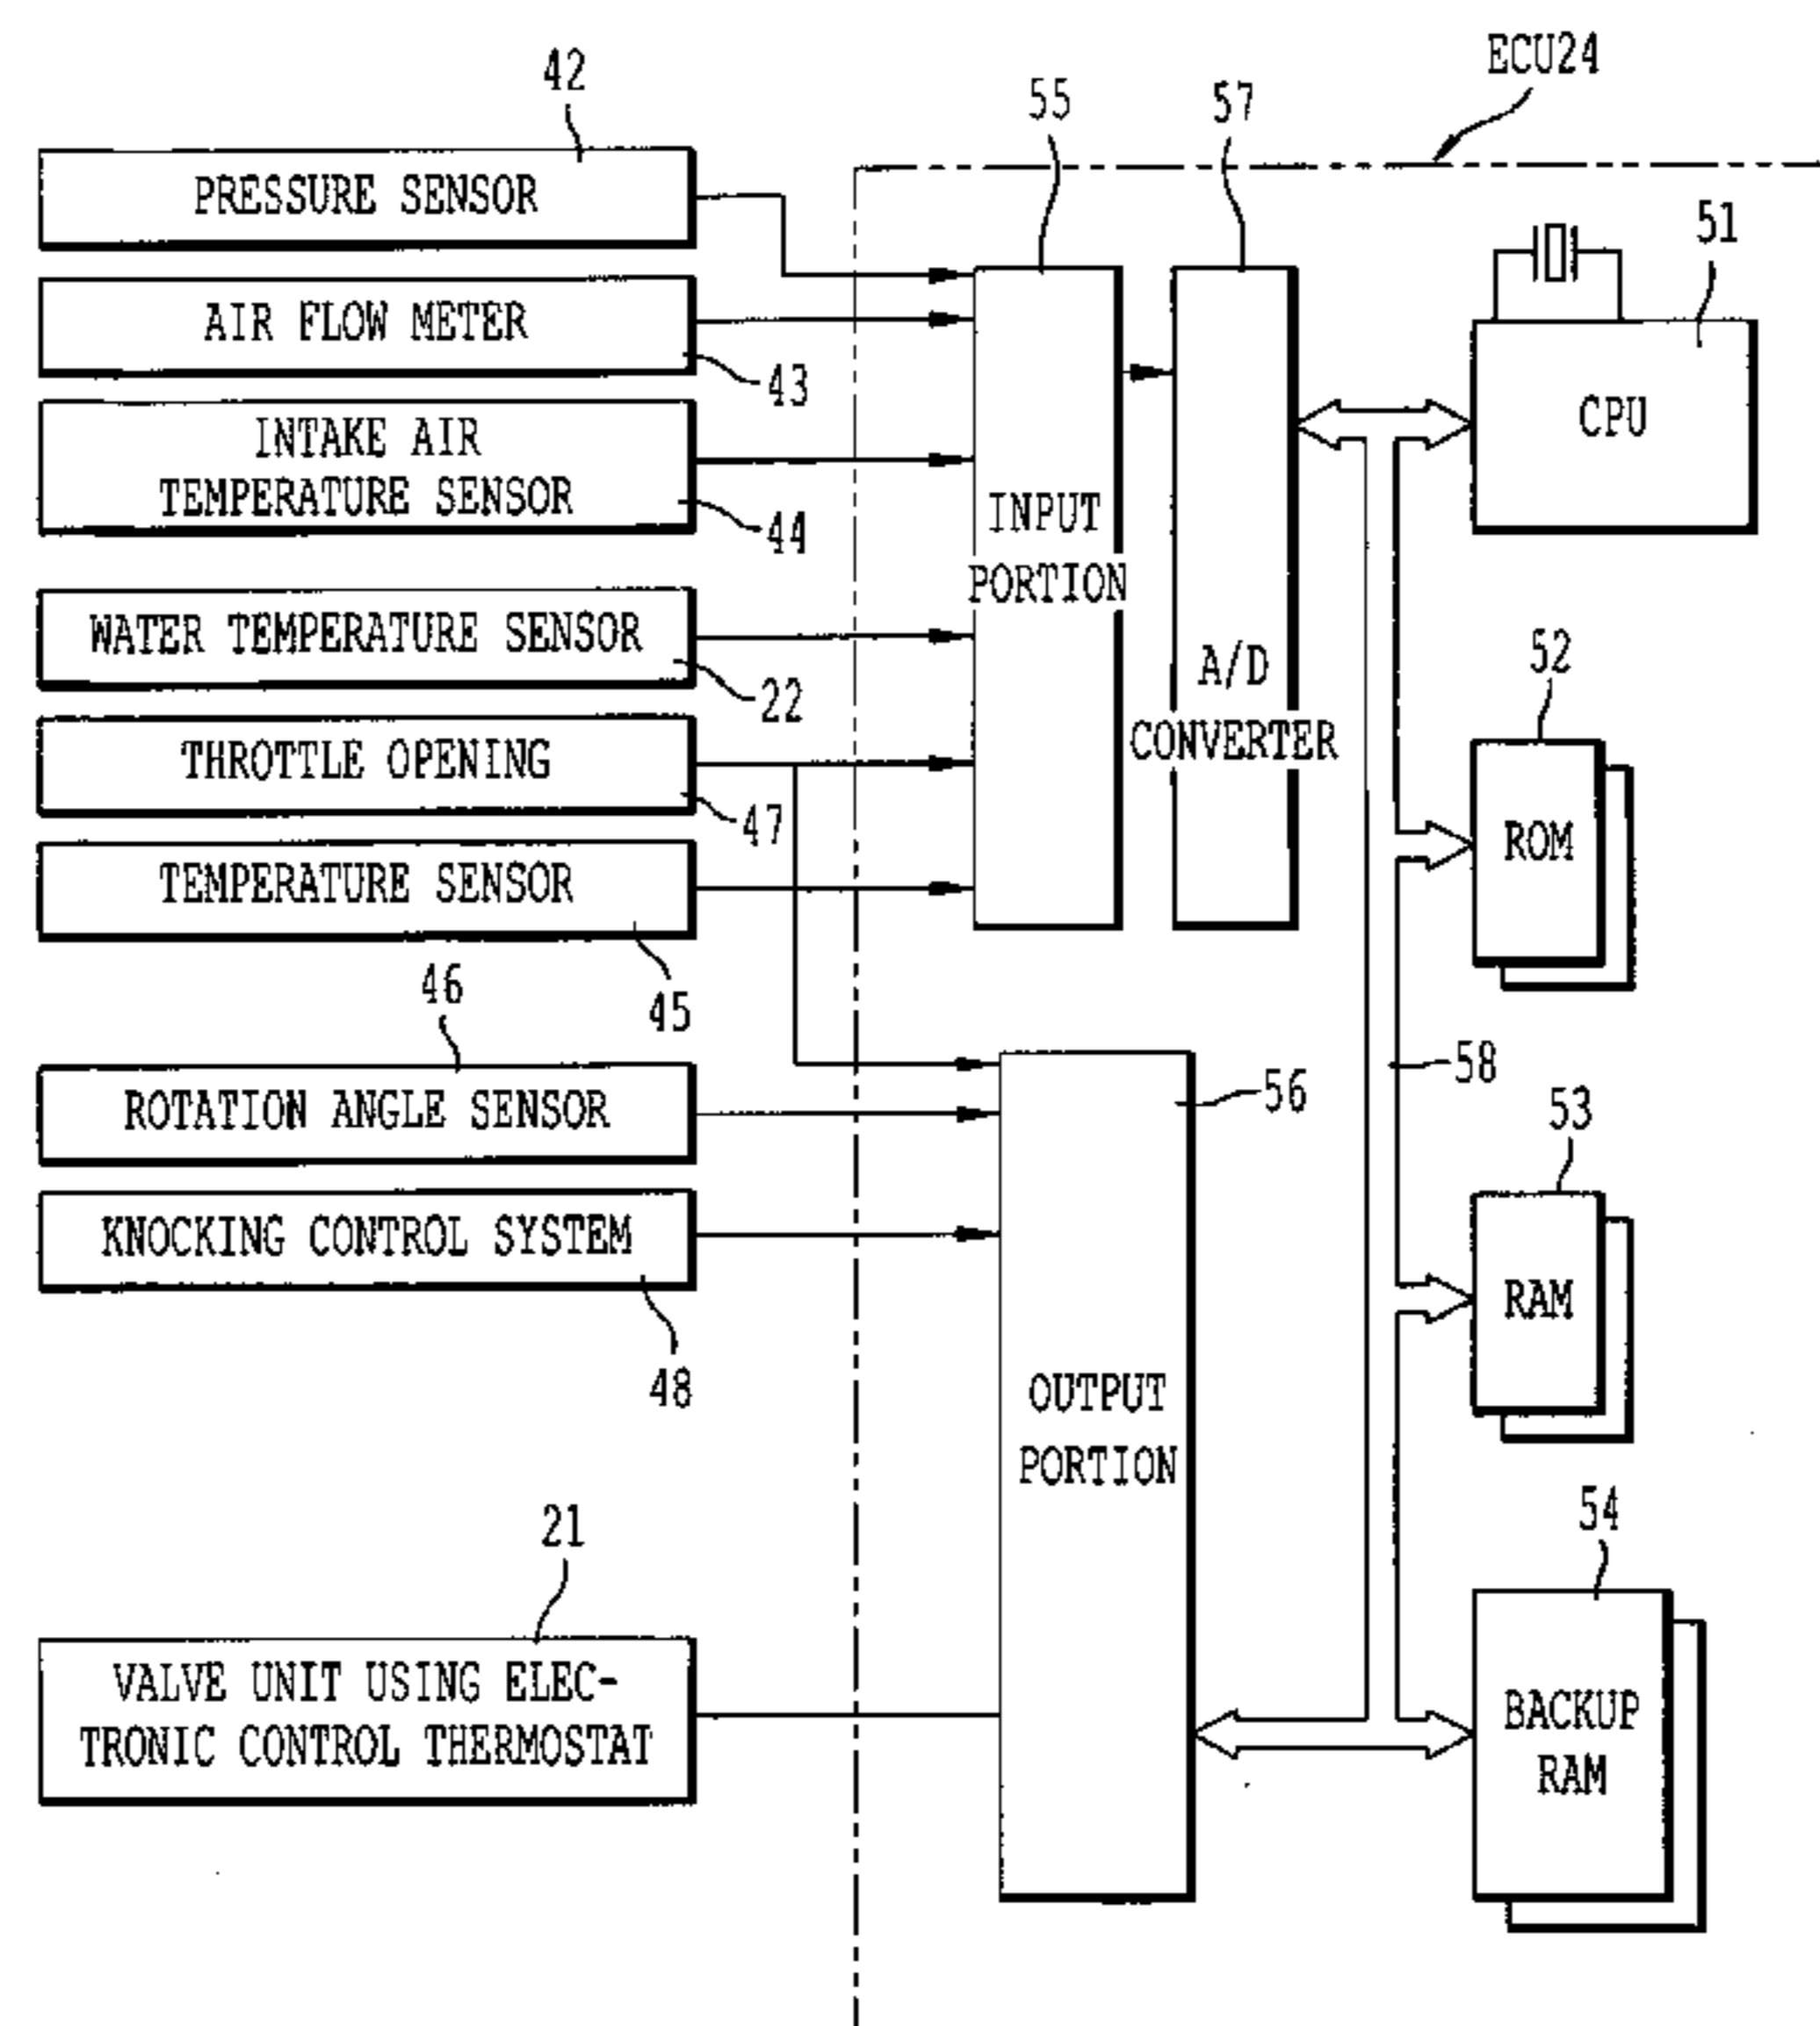 ECU24
42
55
57
PRESSURE SENSOR
51
AIR FLOW METER
43
CPU
INTAKE AIR
TEMPERATURE SENSOR
44
INPUT
PORTION
WATER TEMPERATURE SENSOR
22
A/D
CONVERTER
52
THROTTLE OPENING
47
ROM
TEMPERATURE SENSOR
45
46
58
ROTATION ANGLE SENSOR
56
53
KNOCKING CONTROL SYSTEM
48
RAM
OUTPUT
PORTION
54
21
VALVE UNIT USING ELEC-
TRONIC CONTROL THERMOSTAT
BACKUP
RAM